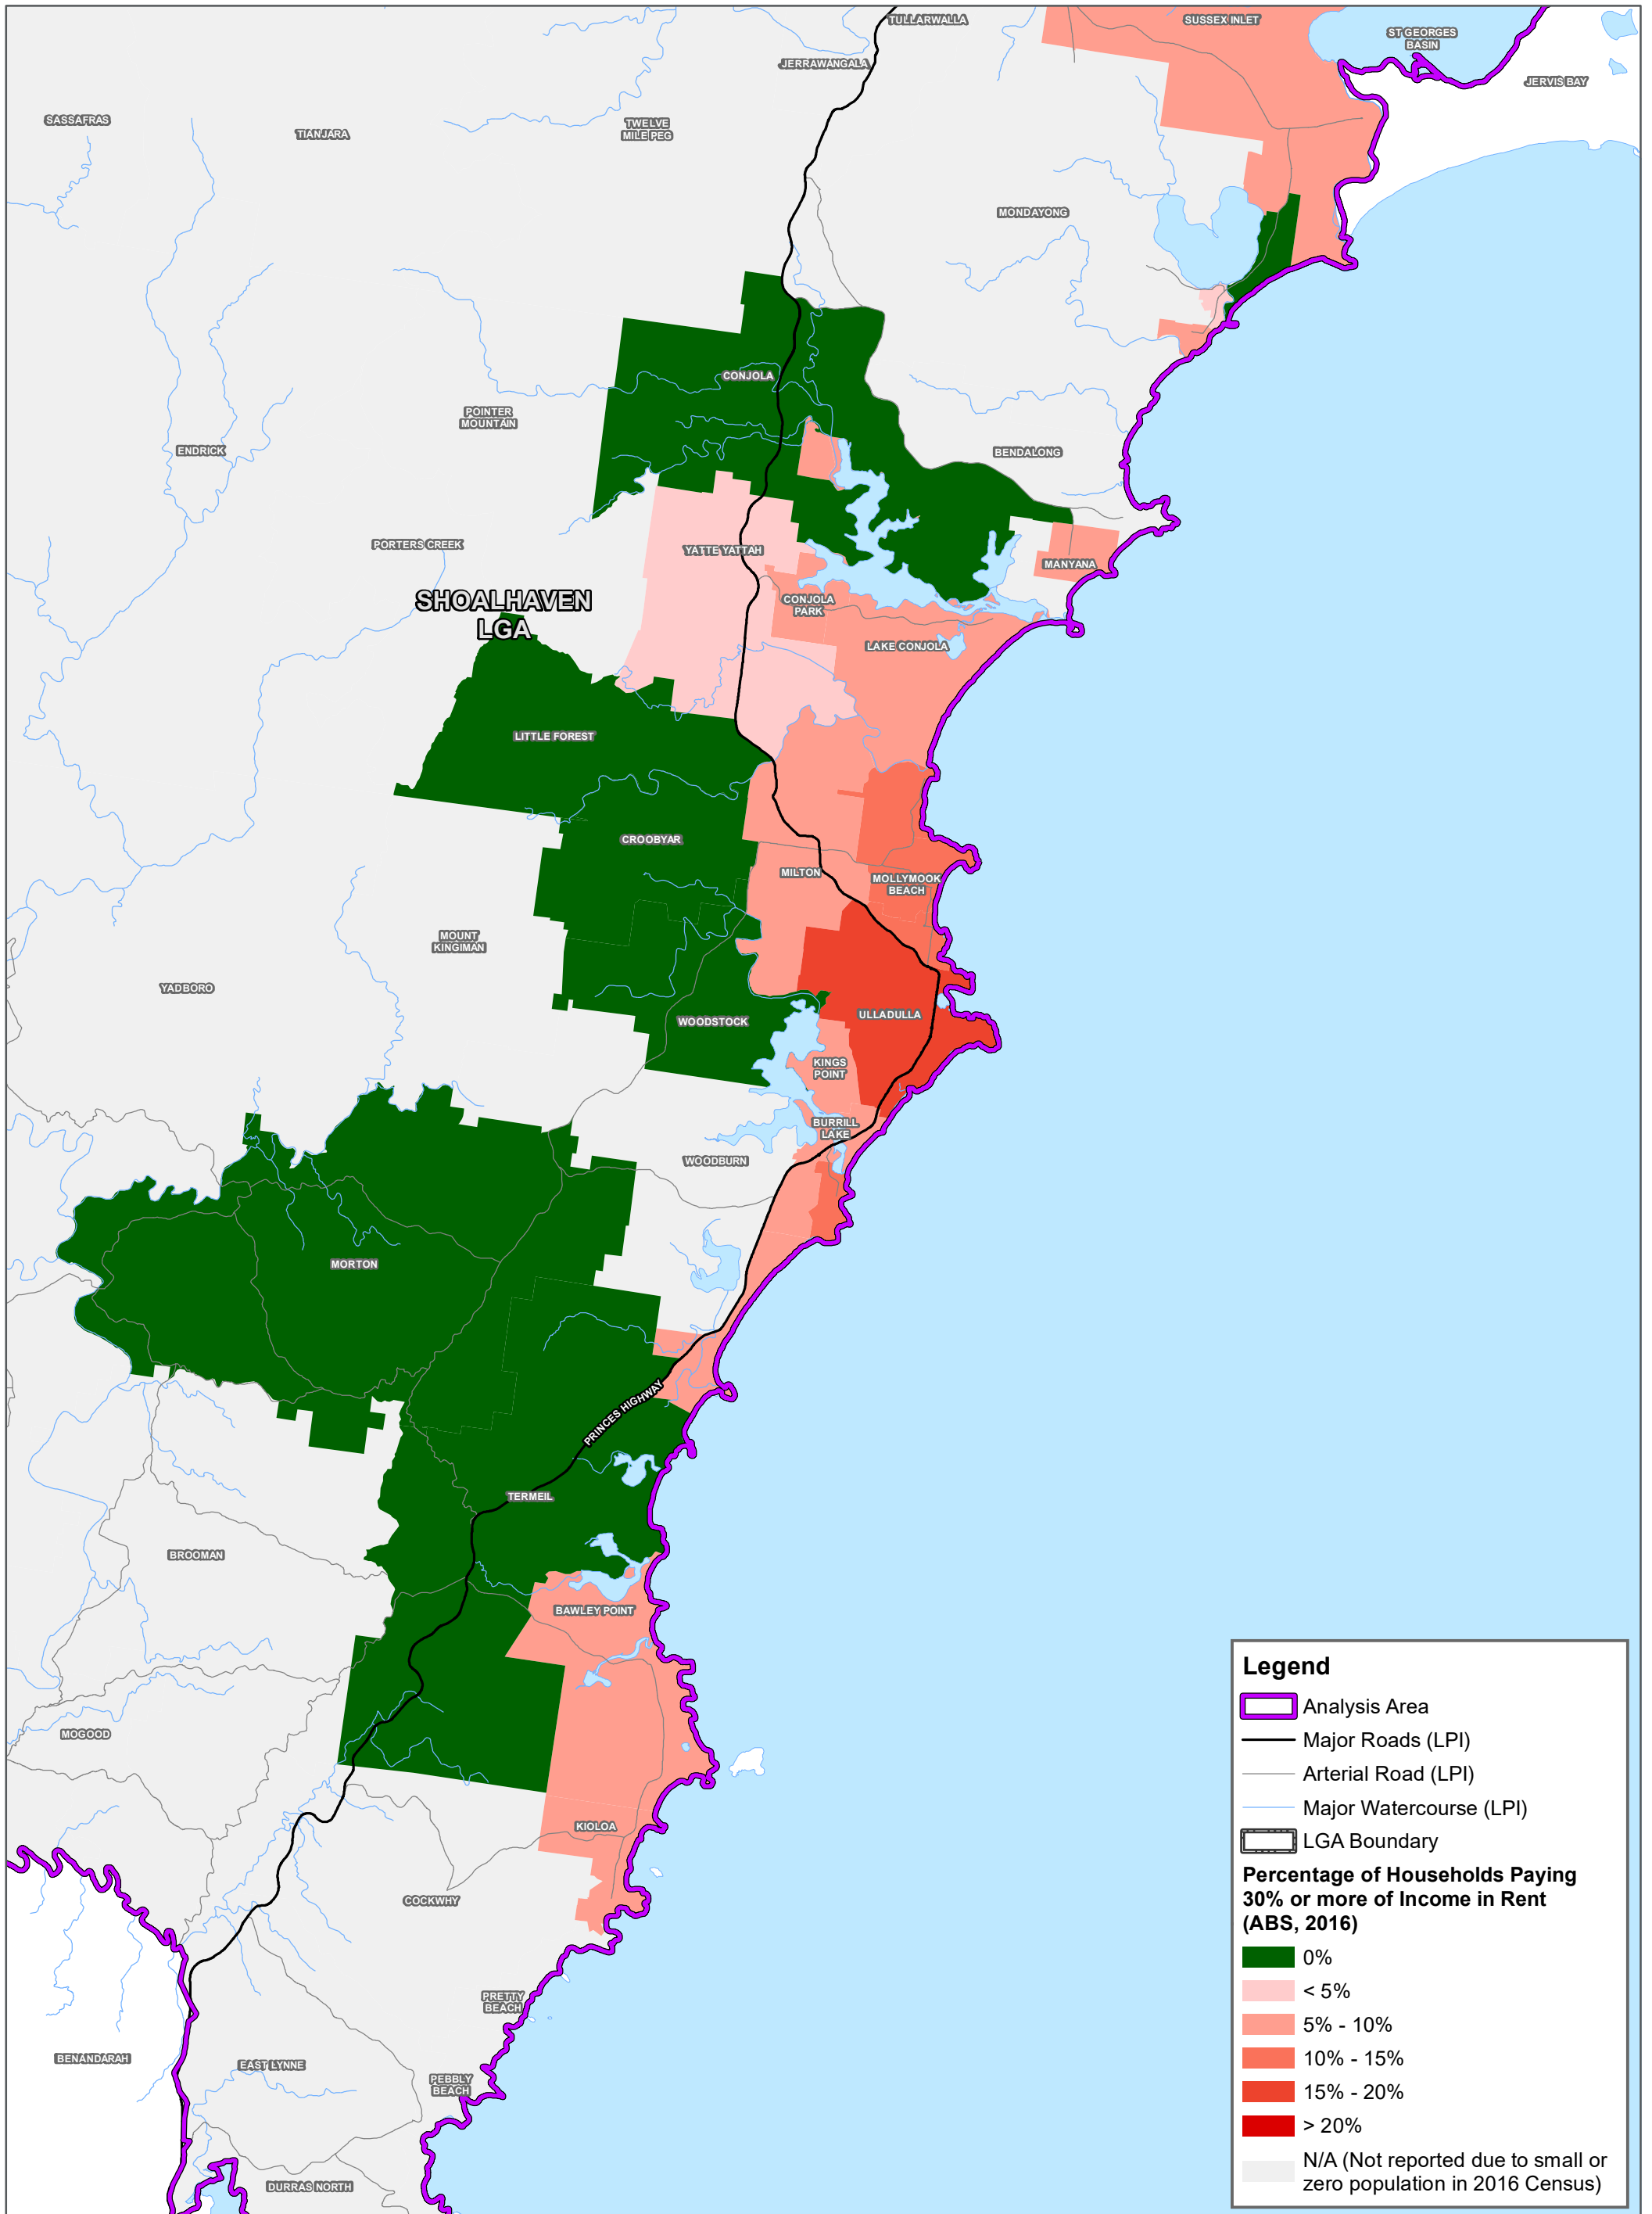 TULLARWALLA
SUSSEX INLET
ST GEORGES
BASIN
JERRAWANGALA
JERVIS BAY
SASSAFRAS
TIANJARA
TWELVE
MILE PEG
MONDAYONG
CONJOLA
POINTER
MOUNTAIN
ENDRICK
BENDALONG
PORTERS CREEK
YATTE YATTAH
MANYANA
SHOALHAVEN
LGA
CONJOLA
PARK
LAKE CONJOLA
LITTLE FOREST
CROOBYAR
MILTON
MOLLYMOOK
BEACH
MOUNT
KINGIMAN
YADBORO
WOODSTOCK
ULLADULLA
KINGS
POINT
BURRILL
LAKE
WOODBURN
MORTON
PRINCES HIGHWAY
TERMEIL
BROOMAN
BAWLEY POINT
MOGOOD
KIOLOA
COCKWHY
PRETTY
BEACH
BENANDARAH
EAST LYNNE
PEBBLY
BEACH
DURRAS NORTH
Legend
Analysis Area
Major Roads (LPI)
Arterial Road (LPI)
Major Watercourse (LPI)
LGA Boundary
Percentage of Households Paying
30% or more of Income in Rent
(ABS, 2016)
0%
< 5%
5% - 10%
10% - 15%
15% - 20%
> 20%
N/A (Not reported due to small or
zero population in 2016 Census)